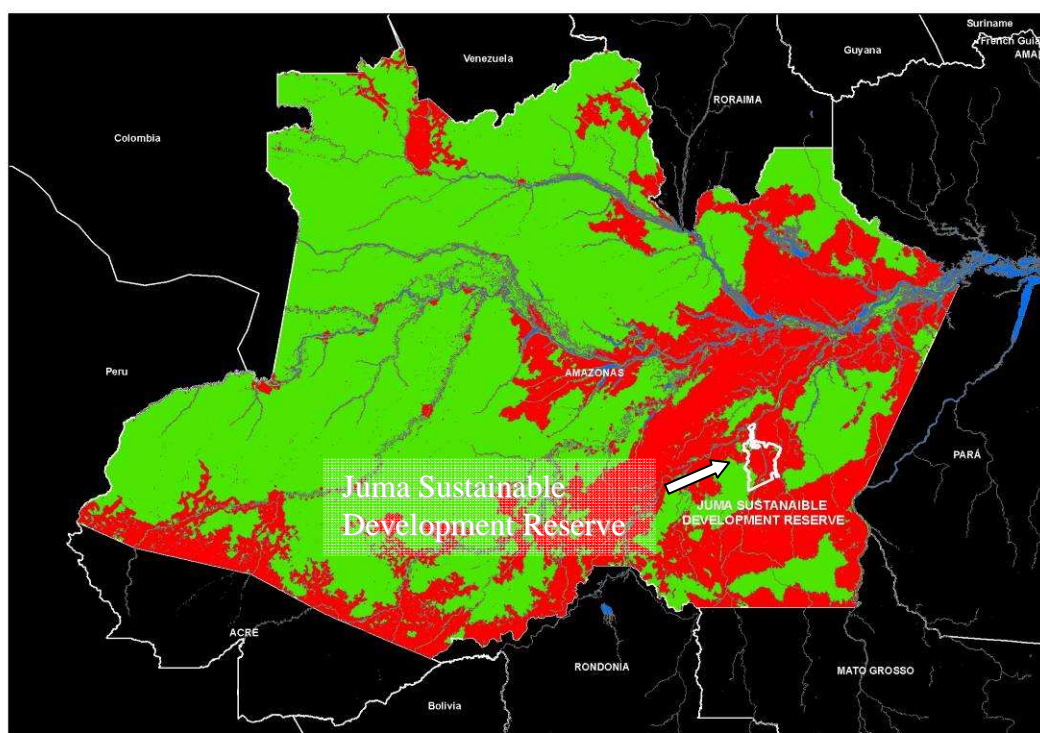 Suriname
French Guia
AMA
Guyana
Venezuela
RORAIMA
Colombia
Peru
AMAZONAS
PARÁ
Juma Sustainable
Development Reserve
JUMA SUSTANAIBLE
DEVELOPMENT RESERVE
ACRE
RONDONIA
MATO GROSSO
Bolivia